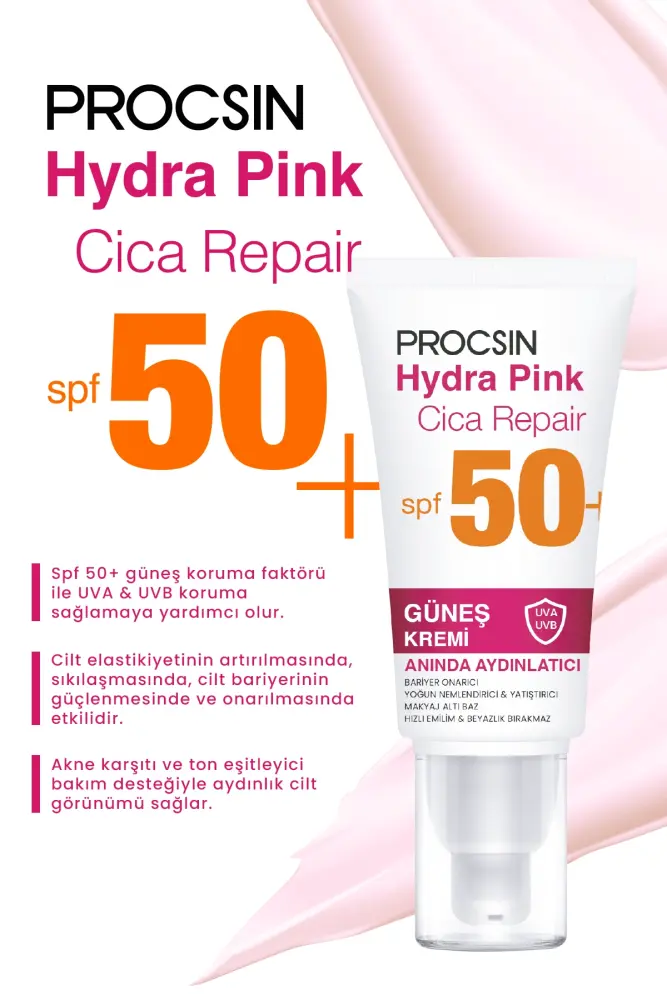 PROCSIN
Hydra Pink
Cica Repair
spf 50+
Spf 50+ güneş koruma faktörü
ile UVA & UVB koruma
sağlamaya yardımcı olur.
Cilt elastikiyetinin artırılmasında,
sıkılaşmasında, cilt bariyerinin
güçlenmesinde ve onarılmasında
etkilidir.
Akne karşıtı ve ton eşitleyici
bakım desteğiyle aydınlık cilt
görünümü sağlar.
PROCSIN
Hydra Pink
Cica Repair
spf 50+
GÜNEŞ
KREMİ
UVA
UVB
ANINDA AYDINLATICI
BARİYER ONARICI
YOĞUN NEMLENDİRİCİ & YATIŞTIRICI
MAKYAJ ALTI BAZ
HIZLI EMİLİM & BEYAZLIK BIRAKMAZ